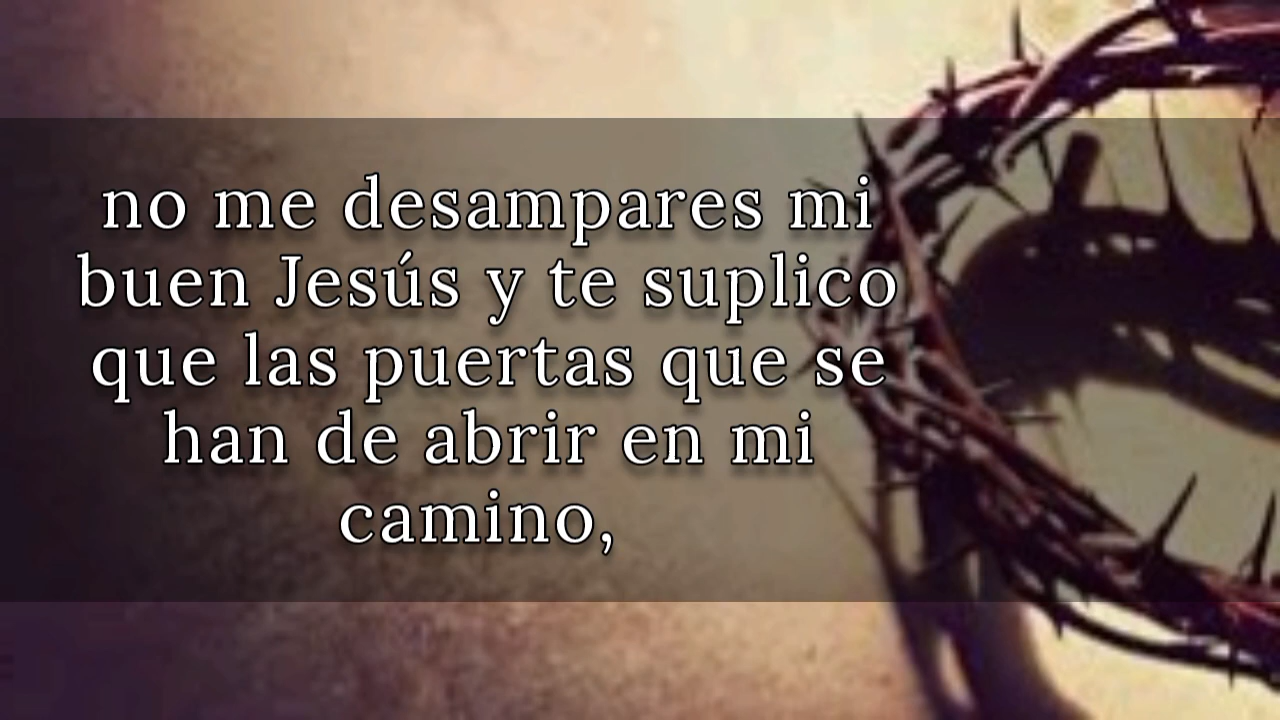 no me desampares mi
buen Jesús y te suplico
que las puertas que se
han de abrir en mi
camino,